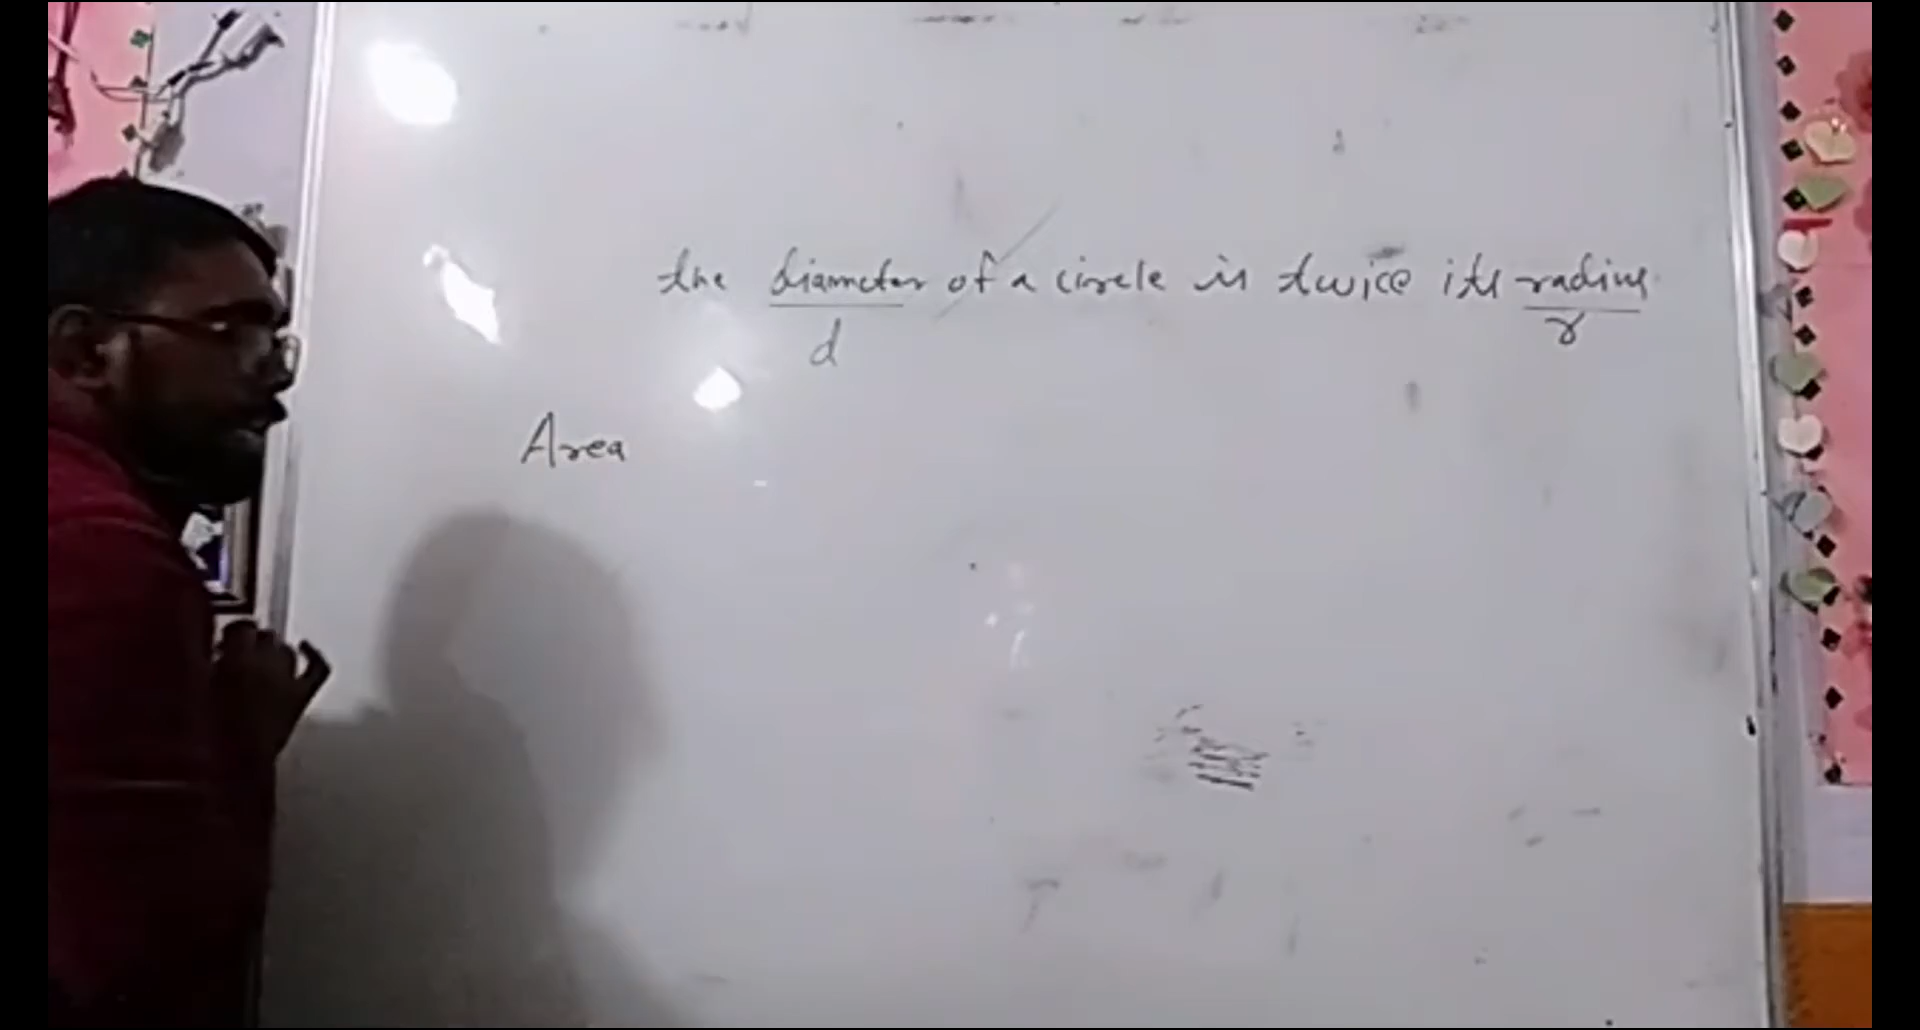 the diameter of a circle is twice its radius.
d r
Area